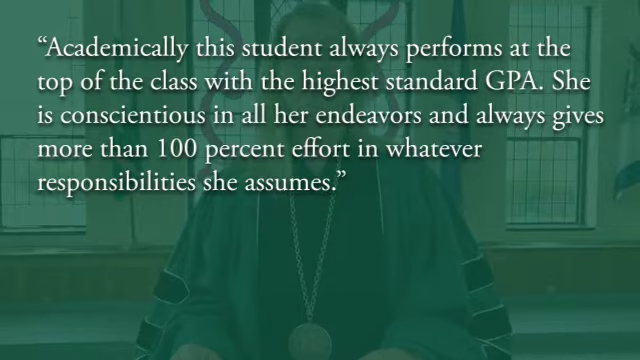 “Academically this student always performs at the
top of the class with the highest standard GPA. She
is conscientious in all her endeavors and always gives
more than 100 percent effort in whatever
responsibilities she assumes.”